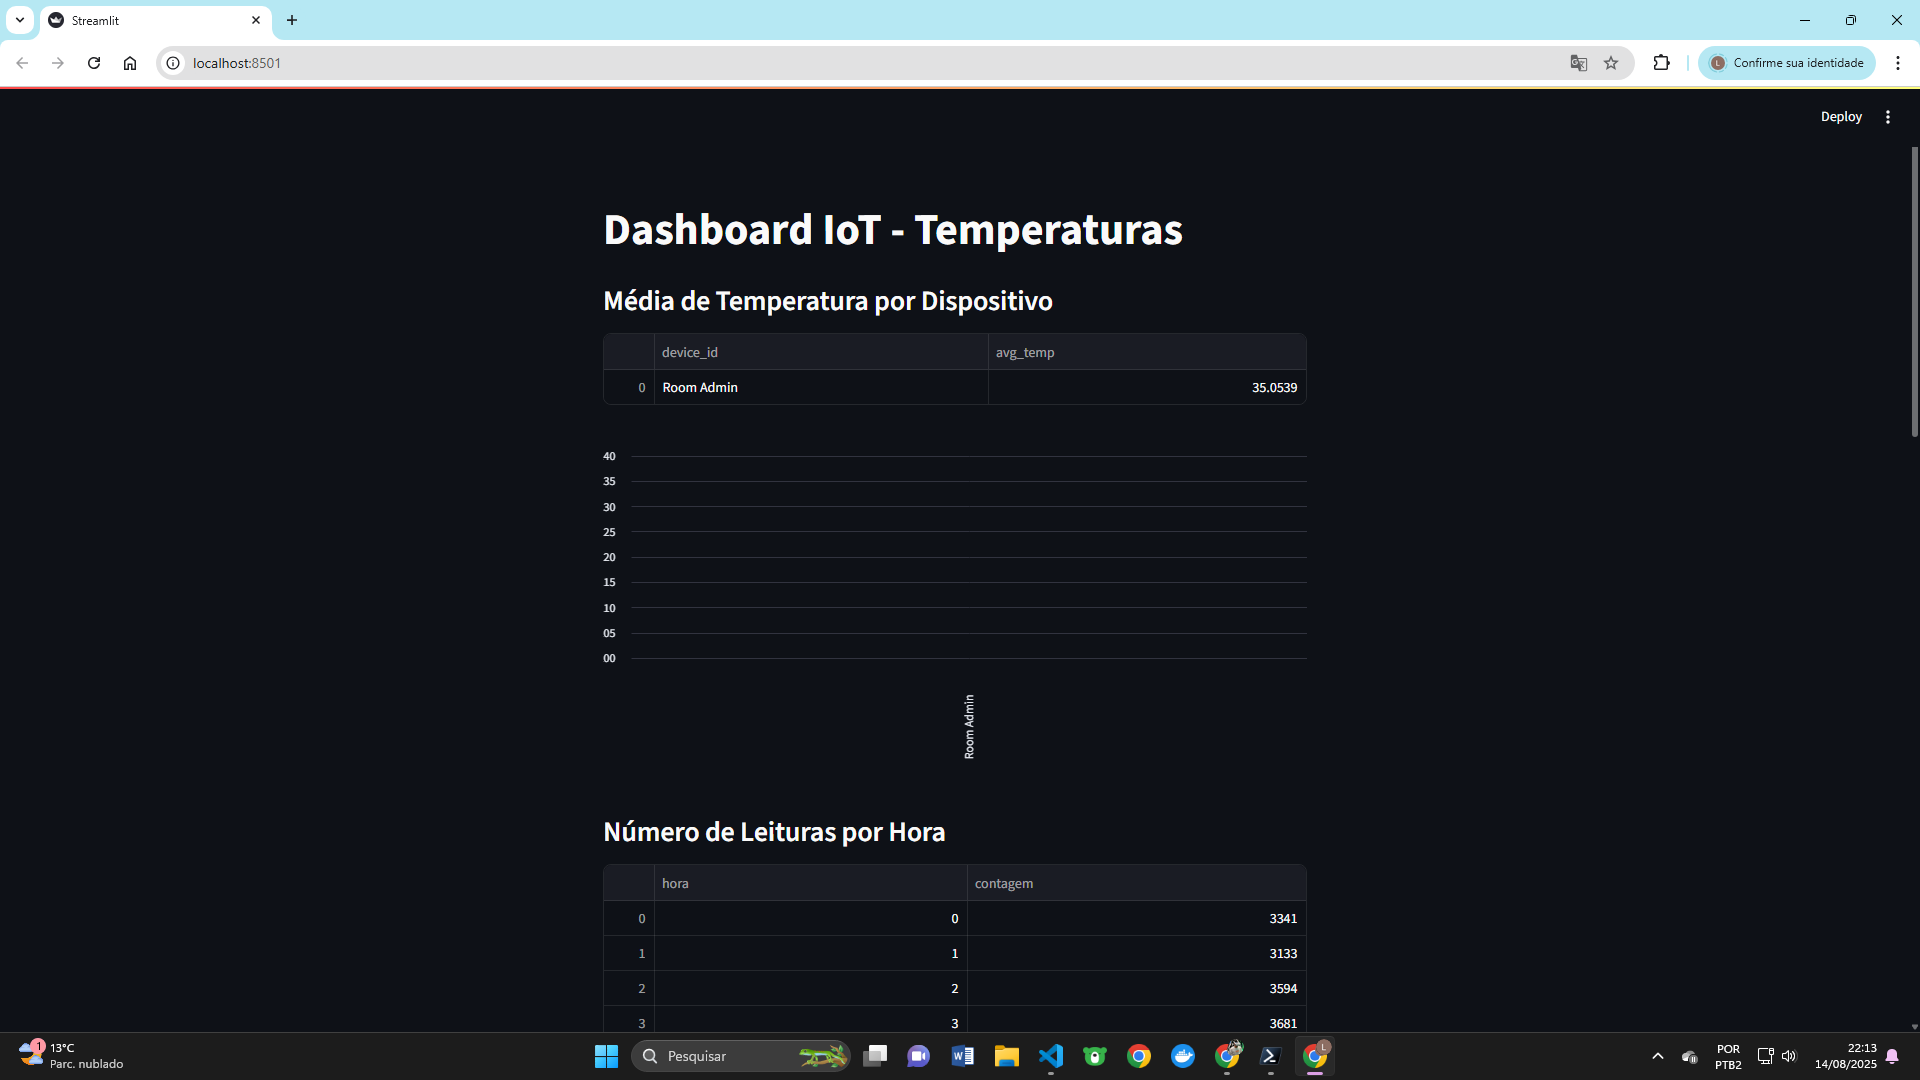 Streamlit
localhost:8501
Confirme sua identidade
L
Deploy
Dashboard IoT - Temperaturas
Média de Temperatura por Dispositivo
device_id avg_temp
0 Room Admin 35.0539
40
35
30
25
20
15
10
05
00
Room Admin
Número de Leituras por Hora
hora contagem
0 0 3341
1 1 3133
2 2 3594
3 3 3681
1
13°C
Parc. nublado
Pesquisar
L
POR
PTB2
22:13
14/08/2025